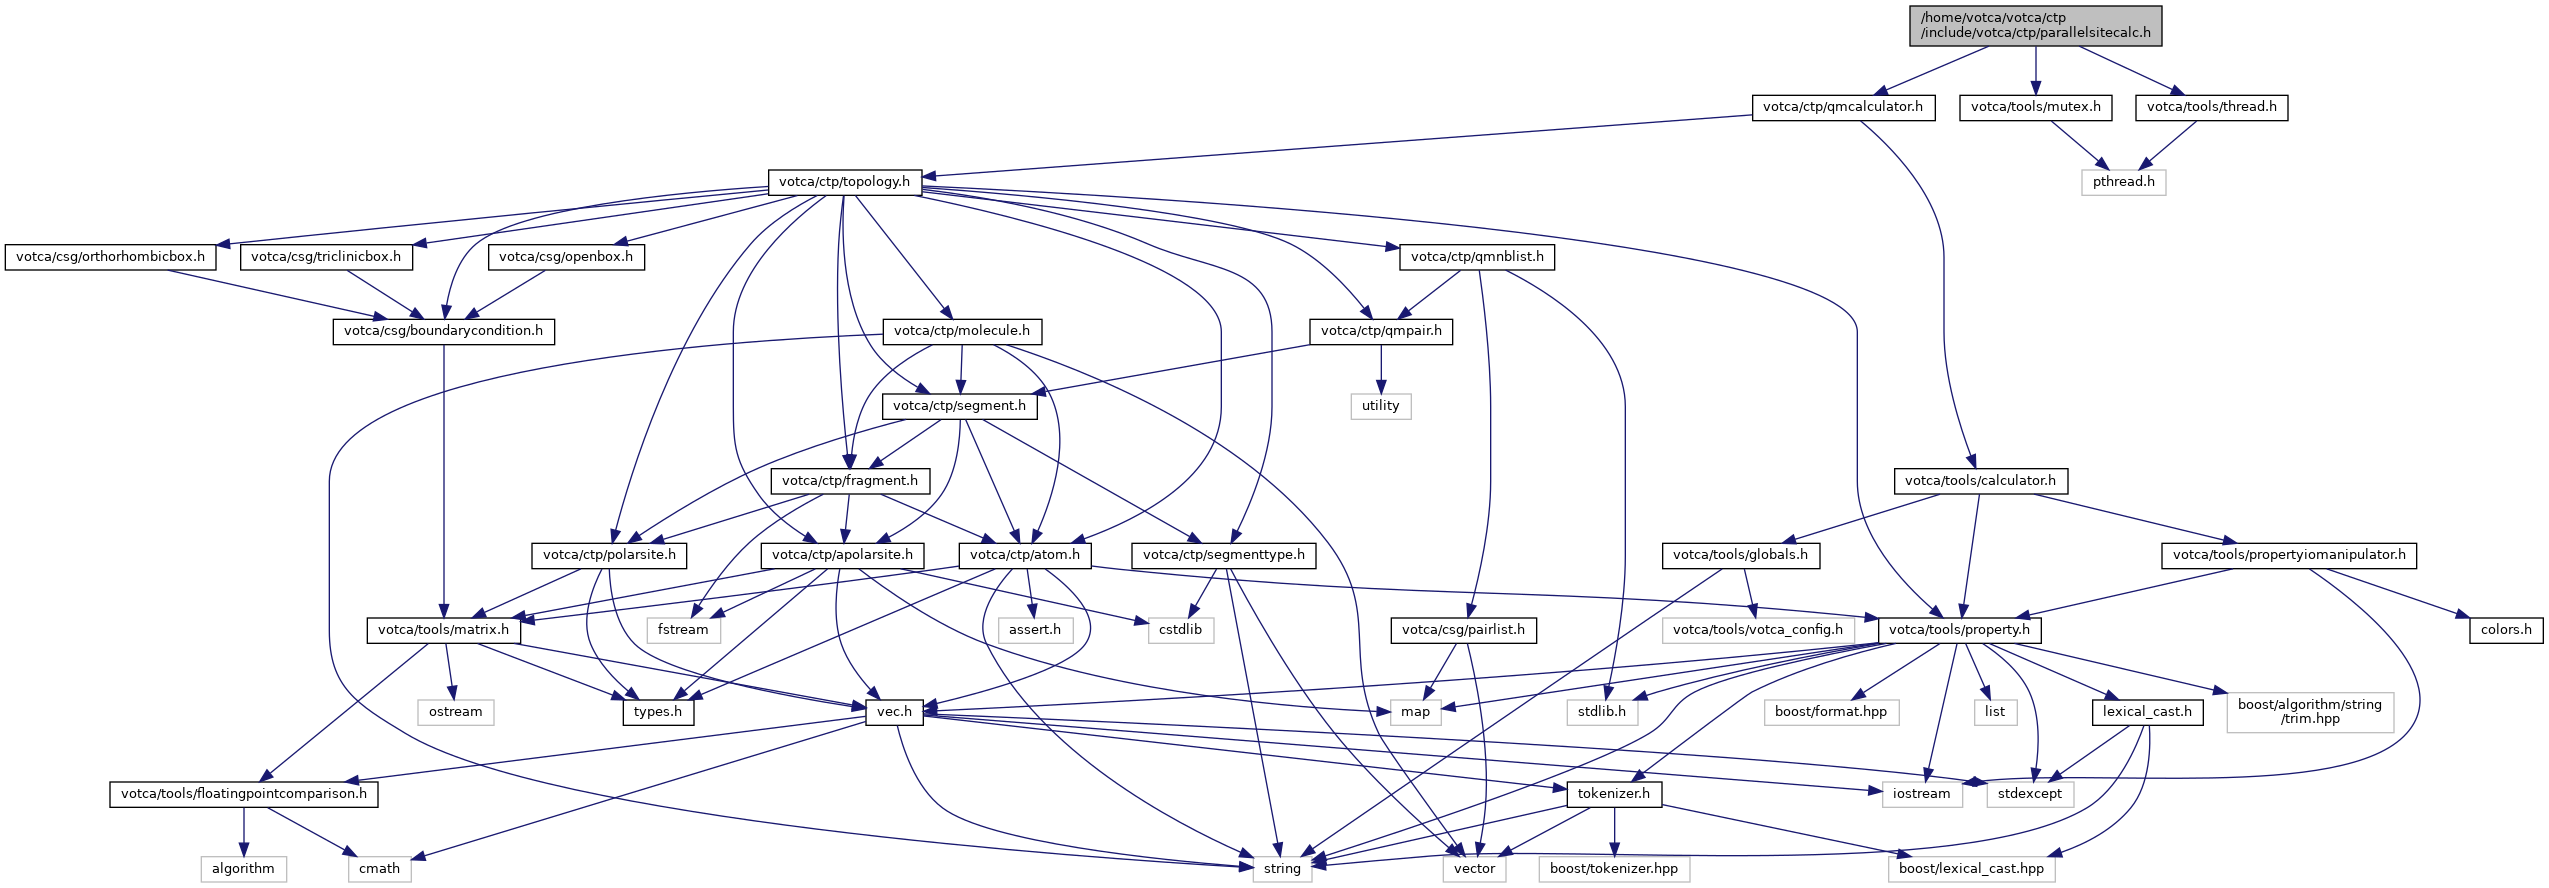 /home/votca/votca/ctp
/include/votca/ctp/parallelsitecalc.h
votca/ctp/qmcalculator.h
votca/tools/mutex.h
votca/tools/thread.h
votca/ctp/topology.h
pthread.h
votca/csg/orthorhombicbox.h
votca/csg/triclinicbox.h
votca/csg/openbox.h
votca/ctp/qmnblist.h
votca/csg/boundarycondition.h
votca/ctp/molecule.h
votca/ctp/qmpair.h
votca/ctp/segment.h
utility
votca/ctp/fragment.h
votca/tools/calculator.h
votca/ctp/polarsite.h
votca/ctp/apolarsite.h
votca/ctp/atom.h
votca/ctp/segmenttype.h
votca/tools/globals.h
votca/tools/propertyiomanipulator.h
votca/tools/matrix.h
fstream
assert.h
cstdlib
votca/csg/pairlist.h
votca/tools/votca_config.h
votca/tools/property.h
colors.h
ostream
types.h
vec.h
map
stdlib.h
boost/format.hpp
list
lexical_cast.h
boost/algorithm/string
/trim.hpp
votca/tools/floatingpointcomparison.h
tokenizer.h
iostream
stdexcept
algorithm
cmath
string
vector
boost/tokenizer.hpp
boost/lexical_cast.hpp